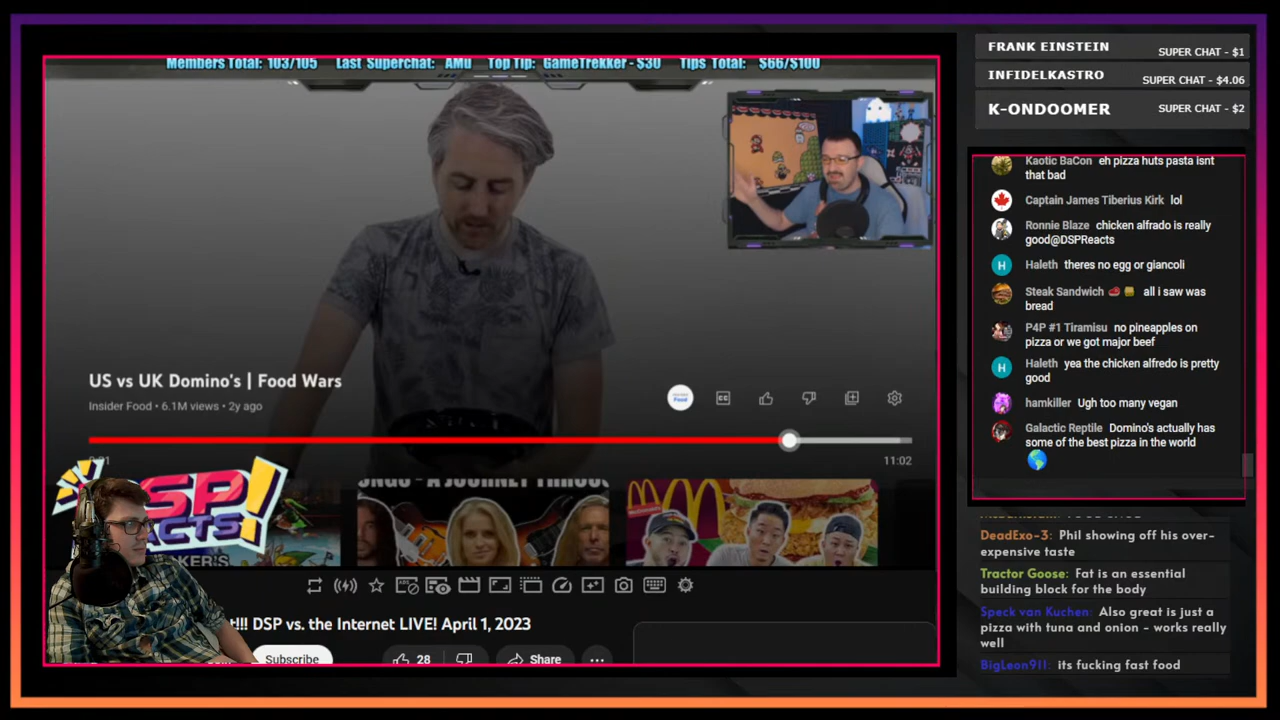 Members Total: 103/105 Last Superchat: AMU Top Tip: GameTrekker - $30 Tips Total: $66/$100
US vs UK Domino's | Food Wars
Insider Food • 6.1M views • 2y ago
Insider
Food
CC
11:02
DSP
REACTS!
A JOURNEY THROUGH
McDonald's
t!!! DSP vs. the Internet LIVE! April 1, 2023
Subscribe
28
Share
FRANK EINSTEIN SUPER CHAT - $1
INFIDELKASTRO SUPER CHAT - $4.06
K-ONDOOMER SUPER CHAT - $2
Kaotic BaCon eh pizza huts pasta isnt
that bad
Captain James Tiberius Kirk lol
Ronnie Blaze chicken alfrado is really
good@DSPReacts
H
Haleth theres no egg or giancoli
Steak Sandwich 🥩 🍞 all i saw was
bread
P4P #1 Tiramisu no pineapples on
pizza or we got major beef
H
Haleth yea the chicken alfredo is pretty
good
hamkiller Ugh too many vegan
Galactic Reptile Domino's actually has
some of the best pizza in the world
🌎
DeadExo-3: Phil showing off his over-
expensive taste
Tractor Goose: Fat is an essential
building block for the body
Speck van Kuchen: Also great is just a
pizza with tuna and onion - works really
well
BigLeon911: its fucking fast food